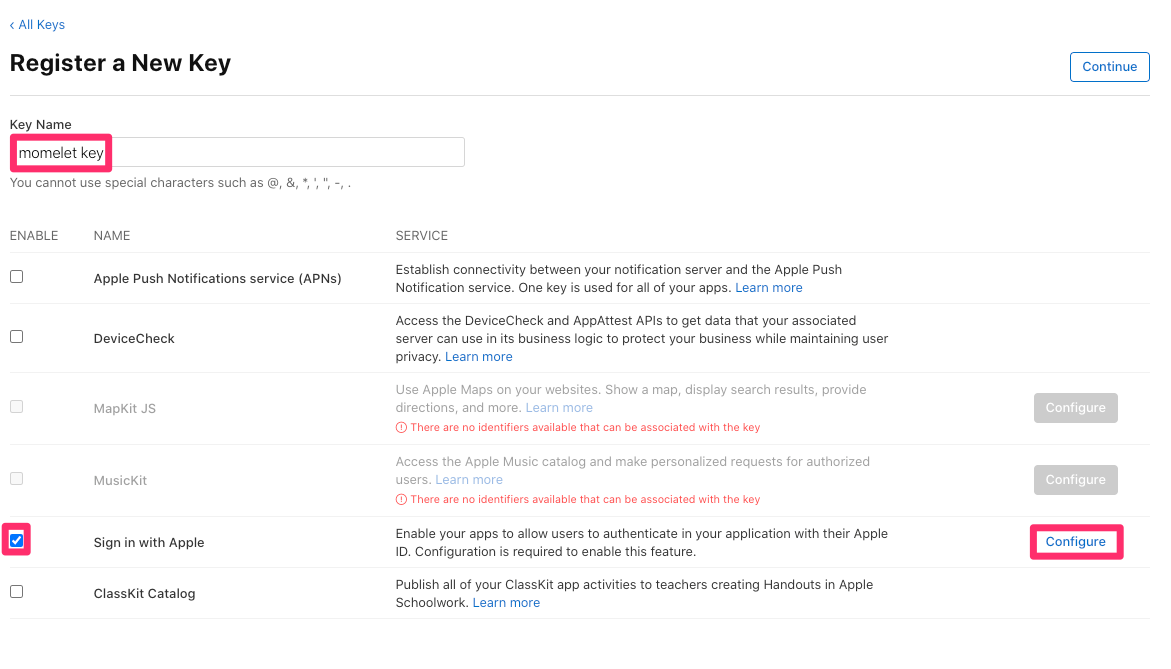 ‹ All Keys
Register a New Key
Continue
Key Name
momelet key
You cannot use special characters such as @, &, *, ', ", -, .
ENABLE NAME SERVICE
Apple Push Notifications service (APNs)
Establish connectivity between your notification server and the Apple Push
Notification service. One key is used for all of your apps. Learn more
DeviceCheck
Access the DeviceCheck and AppAttest APIs to get data that your associated
server can use in its business logic to protect your business while maintaining user
privacy. Learn more
MapKit JS
Use Apple Maps on your websites. Show a map, display search results, provide
directions, and more. Learn more
There are no identifiers available that can be associated with the key
Configure
MusicKit
Access the Apple Music catalog and make personalized requests for authorized
users. Learn more
There are no identifiers available that can be associated with the key
Configure
Sign in with Apple
Enable your apps to allow users to authenticate in your application with their Apple
ID. Configuration is required to enable this feature.
Configure
ClassKit Catalog
Publish all of your ClassKit app activities to teachers creating Handouts in Apple
Schoolwork. Learn more